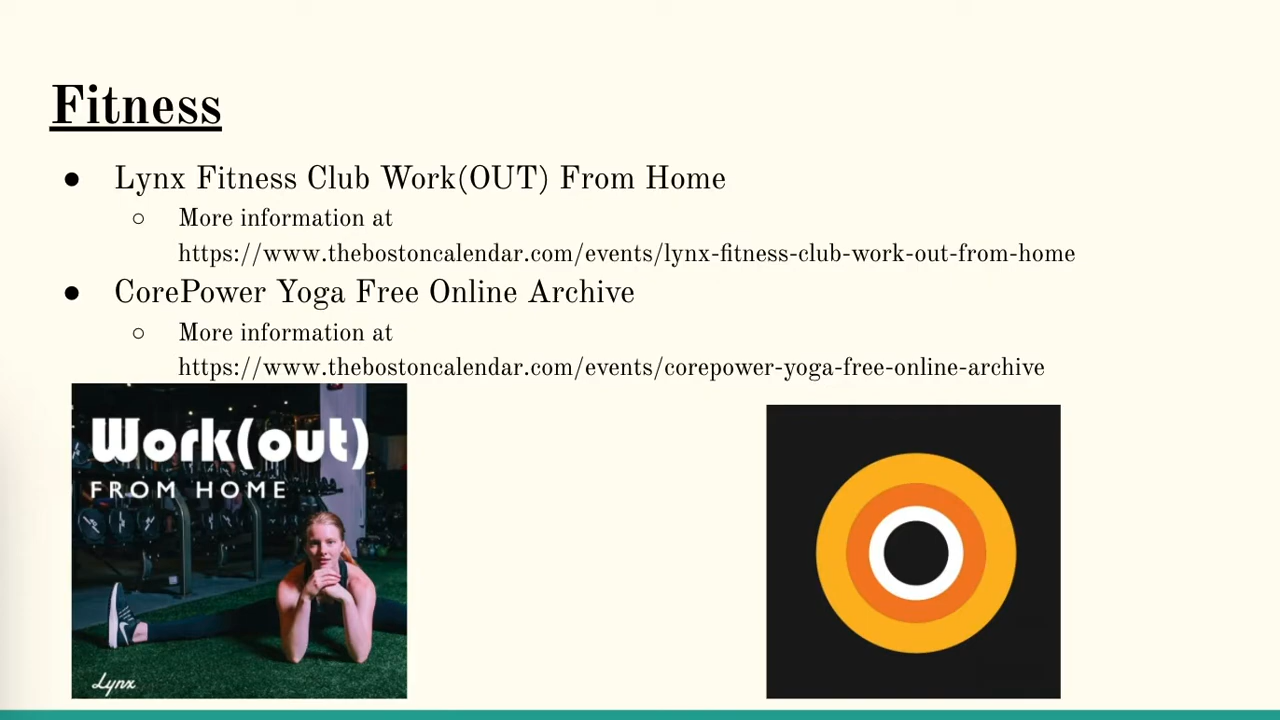 Fitness
● Lynx Fitness Club Work(OUT) From Home
○ More information at
https://www.thebostoncalendar.com/events/lynx-fitness-club-work-out-from-home
● CorePower Yoga Free Online Archive
○ More information at
https://www.thebostoncalendar.com/events/corepower-yoga-free-online-archive
Work(out)
FROM HOME
Lynx